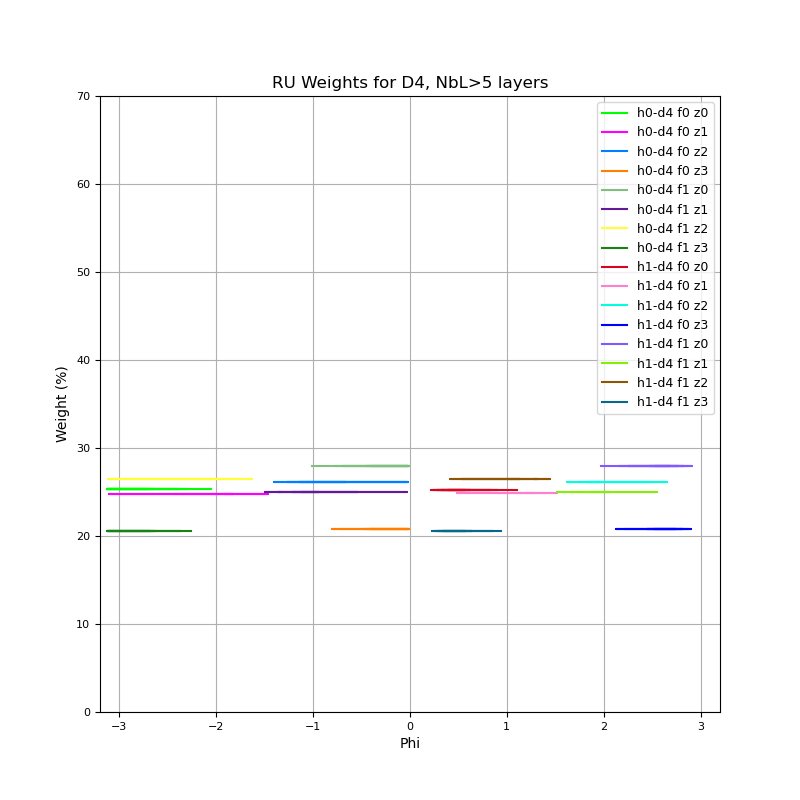 RU Weights for D4, NbL>5 layers
70
60
50
40
30
20
10
0
Weight (%)
−3
−2
−1
0
1
2
3
Phi
h0-d4 f0 z0
h0-d4 f0 z1
h0-d4 f0 z2
h0-d4 f0 z3
h0-d4 f1 z0
h0-d4 f1 z1
h0-d4 f1 z2
h0-d4 f1 z3
h1-d4 f0 z0
h1-d4 f0 z1
h1-d4 f0 z2
h1-d4 f0 z3
h1-d4 f1 z0
h1-d4 f1 z1
h1-d4 f1 z2
h1-d4 f1 z3